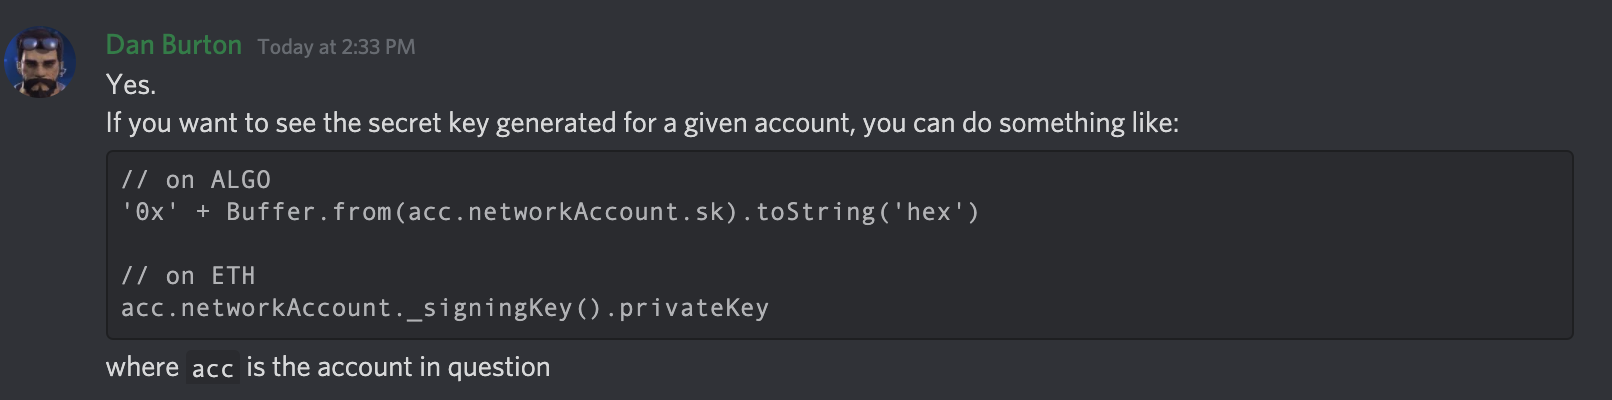 Dan Burton Today at 2:33 PM
Yes.
If you want to see the secret key generated for a given account, you can do something like:
// on ALGO
'0x' + Buffer.from(acc.networkAccount.sk).toString('hex')
// on ETH
acc.networkAccount._signingKey().privateKey
where acc is the account in question